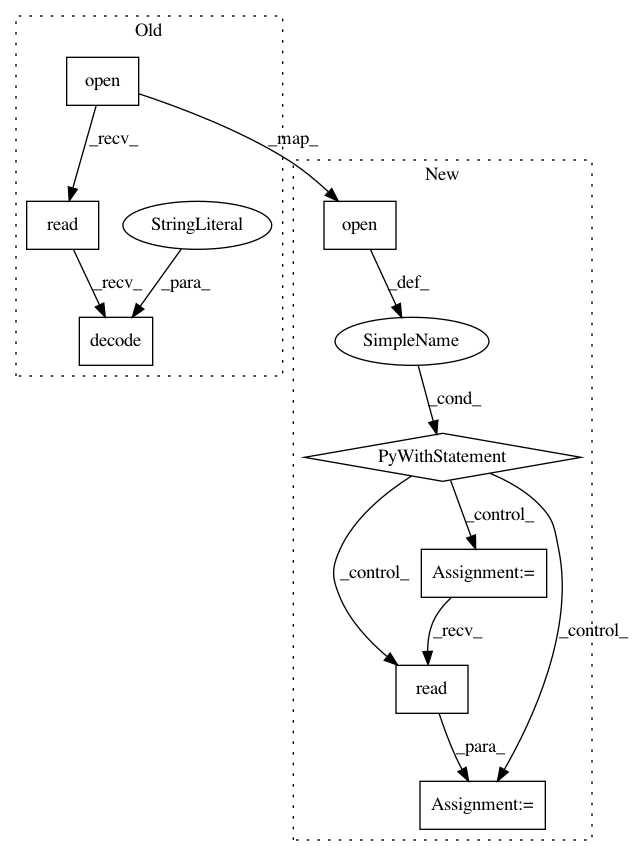 Old
open
_recv_
_map_
New
read
StringLiteral
open
_recv_
_para_
_def_
decode
SimpleName
_cond_
PyWithStatement
_control_
_control_
Assignment:=
_recv_
_control_
read
_para_
Assignment:=